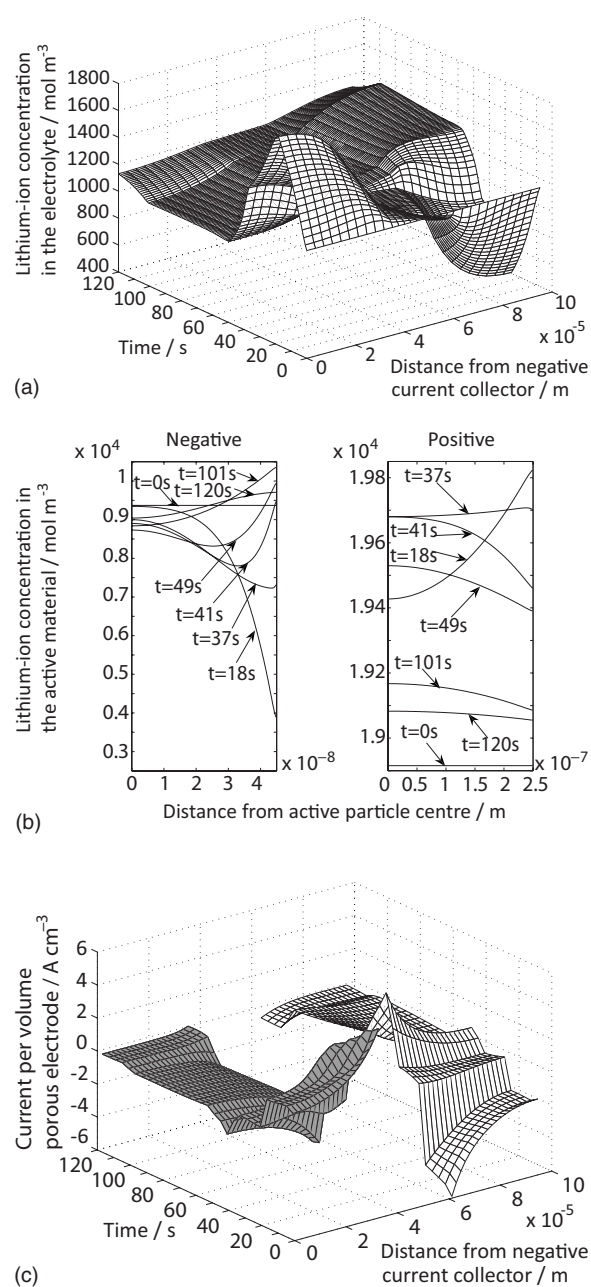 Lithium-ion concentration
in the electrolyte / mol m⁻³
1800
1600
1400
1200
1000
800
600
400
120
100
80
60
40
20
0
Time / s
0
2
4
6
8
10
x 10⁻⁵
Distance from negative
current collector / m
(a)
Lithium-ion concentration in
the active material / mol m⁻³
x 10⁴
Negative
1
0.9
0.8
0.7
0.6
0.5
0.4
0.3
t=0s
t=101s
t=120s
t=49s
t=41s
t=37s
t=18s
0
1
2
3
4
x 10⁻⁸
x 10⁴
Positive
1.98
1.96
1.94
1.92
1.9
t=37s
t=41s
t=18s
t=49s
t=101s
t=120s
t=0s
0
0.5
1
1.5
2
2.5
x 10⁻⁷
Distance from active particle centre / m
(b)
Current per volume
porous electrode / A cm⁻³
6
4
2
0
-2
-4
-6
120
100
80
60
40
20
0
Time / s
0
2
4
6
8
10
x 10⁻⁵
Distance from negative
current collector / m
(c)